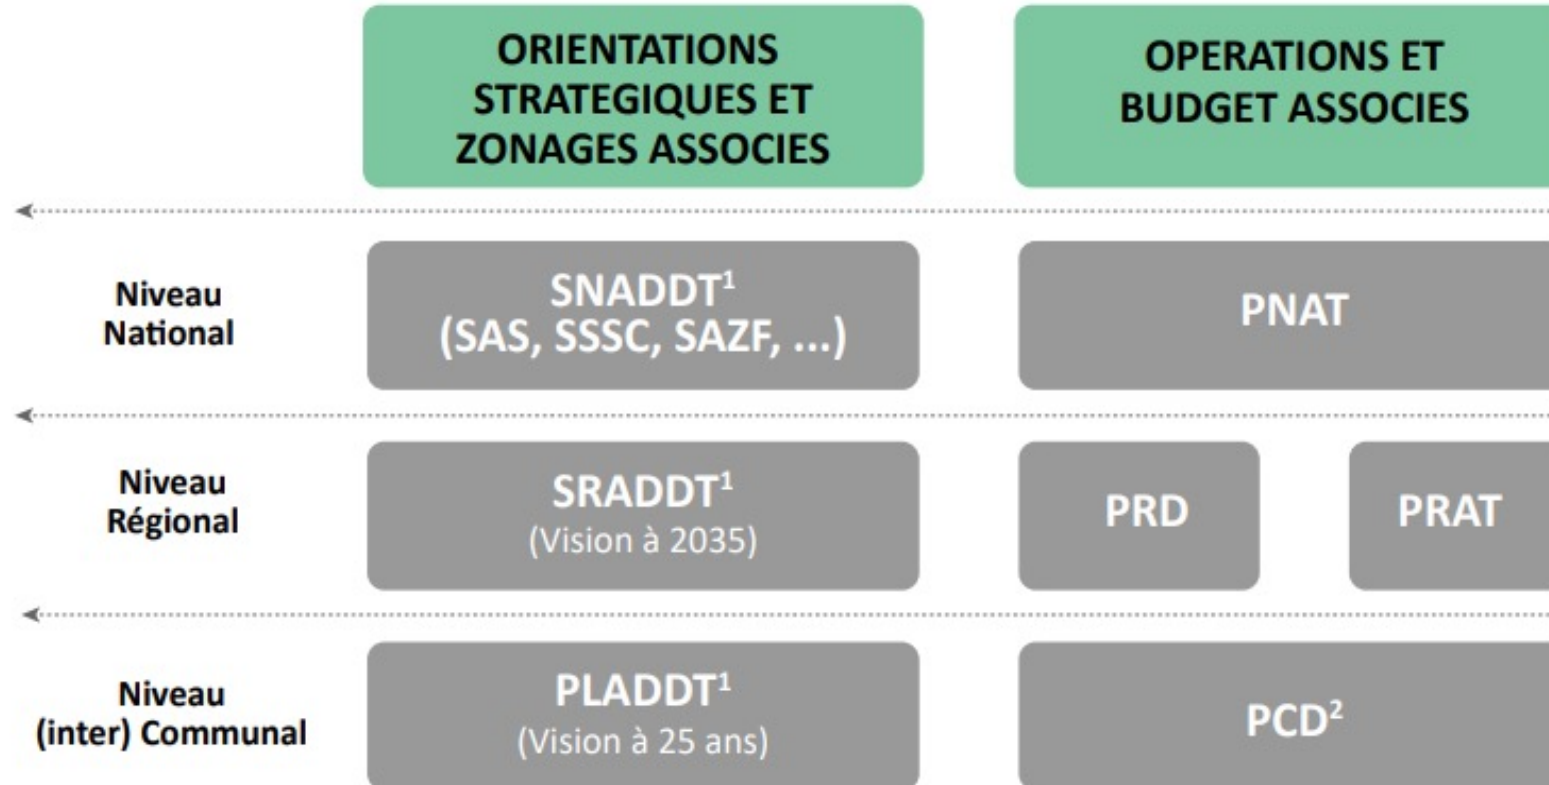 ORIENTATIONS
STRATEGIQUES ET
ZONAGES ASSOCIES
OPERATIONS ET
BUDGET ASSOCIES
Niveau
National
SNADDT¹
(SAS, SSSC, SAZF, ...)
PNAT
Niveau
Régional
SRADDT¹
(Vision à 2035)
PRD
PRAT
Niveau
(inter) Communal
PLADDT¹
(Vision à 25 ans)
PCD²